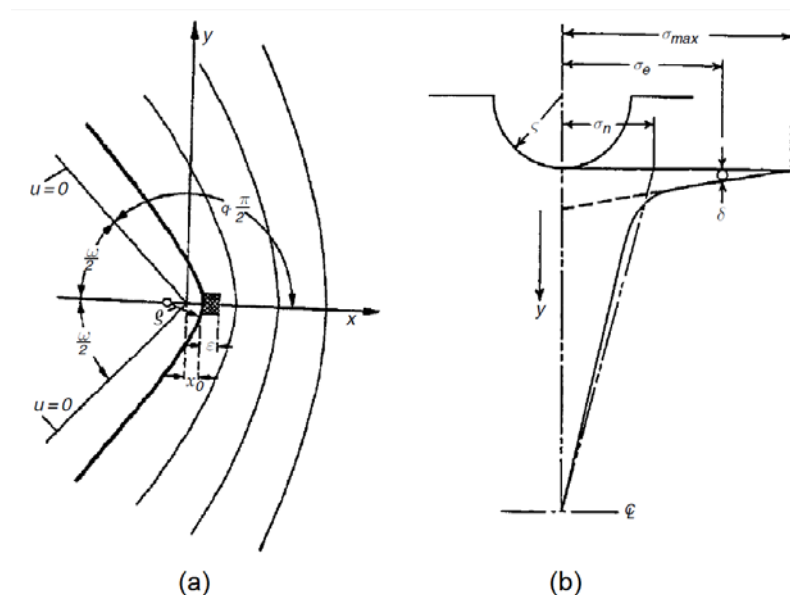 y
u = 0
q·π/2
ω/2
x
ε
ω/2
x₀
u = 0
(a)
σmax
σe
σn
δ
y
℄
(b)